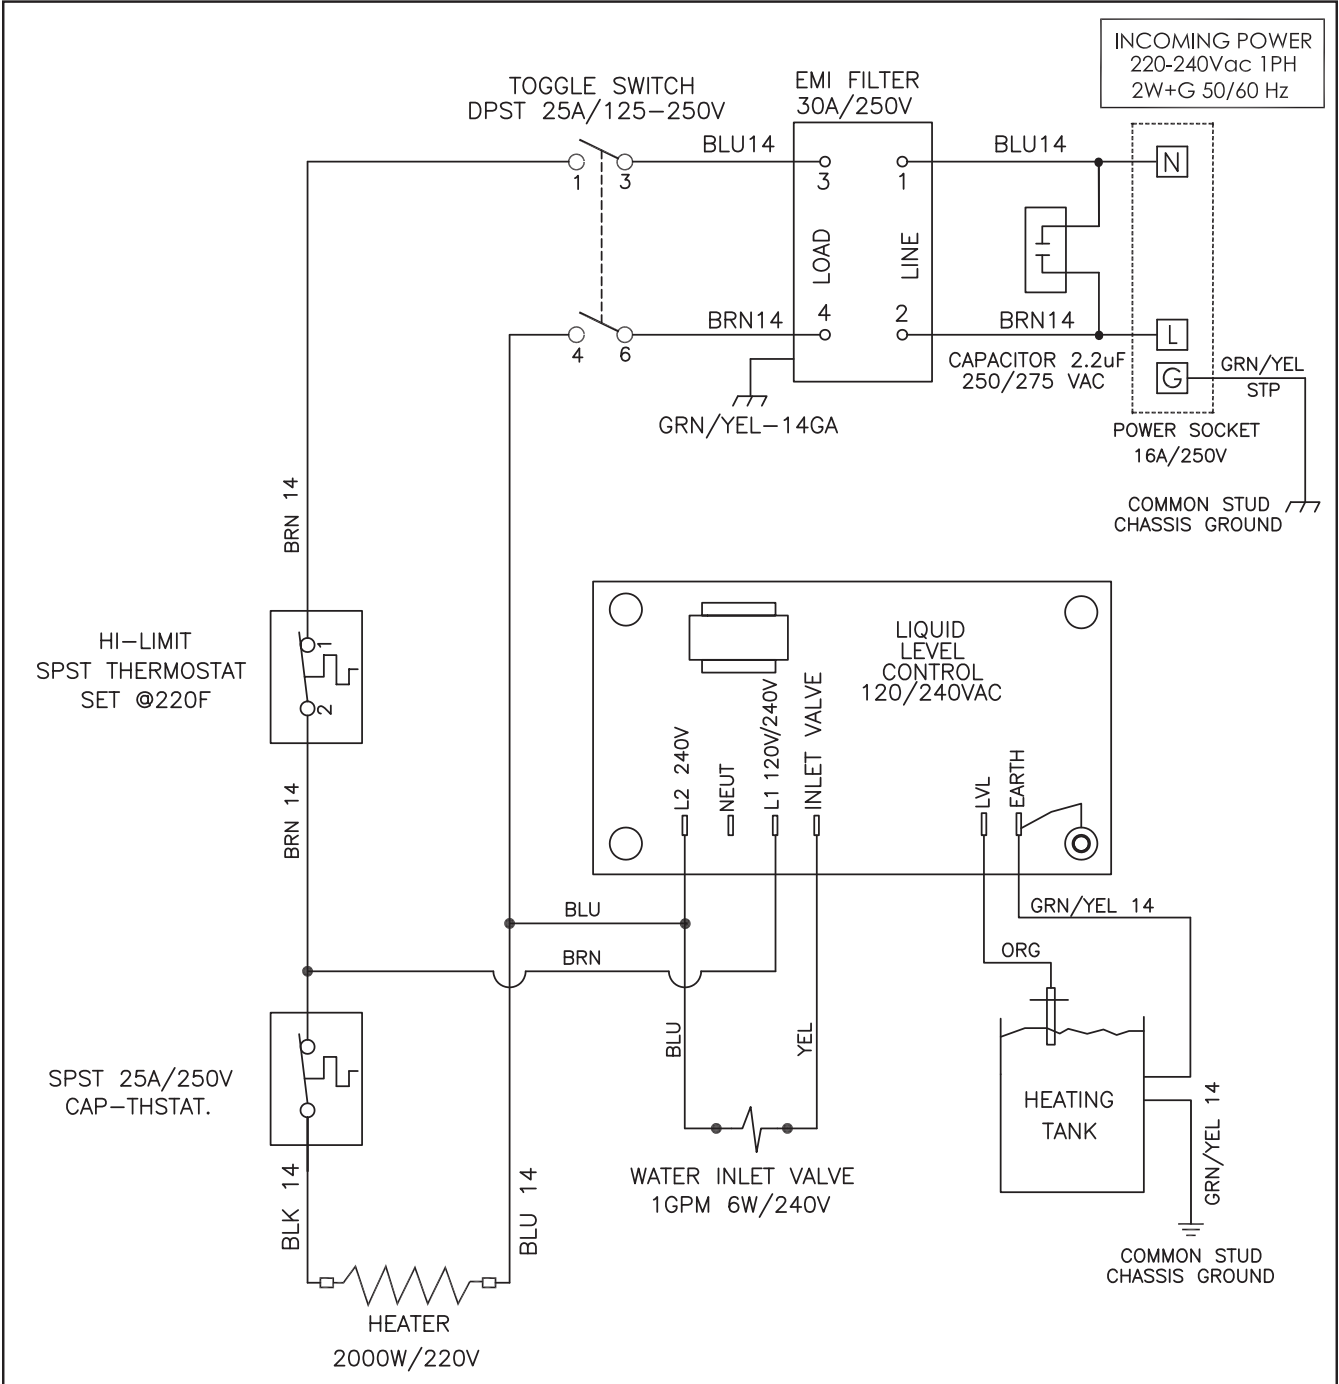 INCOMING POWER
220-240Vac 1PH
2W+G 50/60 Hz
TOGGLE SWITCH
DPST 25A/125-250V
EMI FILTER
30A/250V
BLU14
BLU14
N
1
3
3
1
LOAD
LINE
4
2
BRN14
BRN14
L
4
6
CAPACITOR 2.2uF
250/275 VAC
G
GRN/YEL
STP
GRN/YEL-14GA
POWER SOCKET
16A/250V
COMMON STUD
CHASSIS GROUND
BRN 14
HI-LIMIT
SPST THERMOSTAT
SET @220F
1
2
LIQUID
LEVEL
CONTROL
120/240VAC
L2 240V
NEUT
L1 120V/240V
INLET VALVE
LVL
EARTH
BRN 14
BLU
BRN
GRN/YEL 14
ORG
BLU
YEL
SPST 25A/250V
CAP-THSTAT.
HEATING
TANK
GRN/YEL 14
BLK 14
BLU 14
WATER INLET VALVE
1GPM 6W/240V
COMMON STUD
CHASSIS GROUND
HEATER
2000W/220V